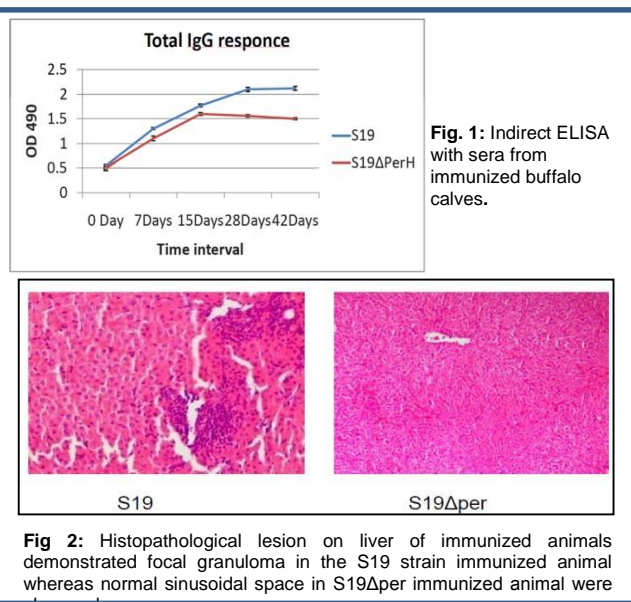 Total IgG responce
2.5
2
1.5
1
0.5
0
OD 490
0 Day 7Days 15Days28Days42Days
Time interval
S19
S19ΔPerH
Fig. 1: Indirect ELISA
with sera from
immunized buffalo
calves.
S19
S19Δper
Fig 2: Histopathological lesion on liver of immunized animals
demonstrated focal granuloma in the S19 strain immunized animal
whereas normal sinusoidal space in S19Δper immunized animal were